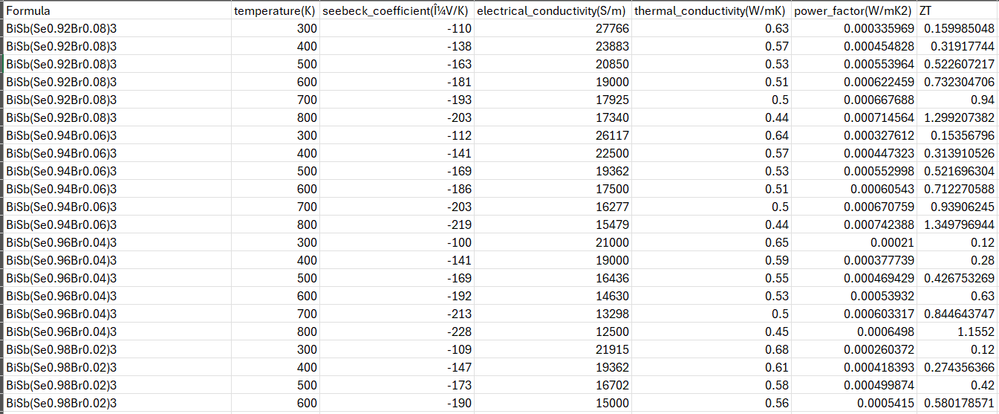 Formula temperature(K) seebeck_coefficient(Î¼V/K) electrical_conductivity(S/m) thermal_conductivity(W/mK) power_factor(W/mK2) ZT
BiSb(Se0.92Br0.08)3 300 -110 27766 0.63 0.000335969 0.159985048
BiSb(Se0.92Br0.08)3 400 -138 23883 0.57 0.000454828 0.31917744
BiSb(Se0.92Br0.08)3 500 -163 20850 0.53 0.000553964 0.522607217
BiSb(Se0.92Br0.08)3 600 -181 19000 0.51 0.000622459 0.732304706
BiSb(Se0.92Br0.08)3 700 -193 17925 0.5 0.000667688 0.94
BiSb(Se0.92Br0.08)3 800 -203 17340 0.44 0.000714564 1.299207382
BiSb(Se0.94Br0.06)3 300 -112 26117 0.64 0.000327612 0.15356796
BiSb(Se0.94Br0.06)3 400 -141 22500 0.57 0.000447323 0.313910526
BiSb(Se0.94Br0.06)3 500 -169 19362 0.53 0.000552998 0.521696304
BiSb(Se0.94Br0.06)3 600 -186 17500 0.51 0.00060543 0.712270588
BiSb(Se0.94Br0.06)3 700 -203 16277 0.5 0.000670759 0.93906245
BiSb(Se0.94Br0.06)3 800 -219 15479 0.44 0.000742388 1.349796944
BiSb(Se0.96Br0.04)3 300 -100 21000 0.65 0.00021 0.12
BiSb(Se0.96Br0.04)3 400 -141 19000 0.59 0.000377739 0.28
BiSb(Se0.96Br0.04)3 500 -169 16436 0.55 0.000469429 0.426753269
BiSb(Se0.96Br0.04)3 600 -192 14630 0.53 0.00053932 0.63
BiSb(Se0.96Br0.04)3 700 -213 13298 0.5 0.000603317 0.844643747
BiSb(Se0.96Br0.04)3 800 -228 12500 0.45 0.0006498 1.1552
BiSb(Se0.98Br0.02)3 300 -109 21915 0.68 0.000260372 0.12
BiSb(Se0.98Br0.02)3 400 -147 19362 0.61 0.000418393 0.274356366
BiSb(Se0.98Br0.02)3 500 -173 16702 0.58 0.000499874 0.42
BiSb(Se0.98Br0.02)3 600 -190 15000 0.56 0.0005415 0.580178571